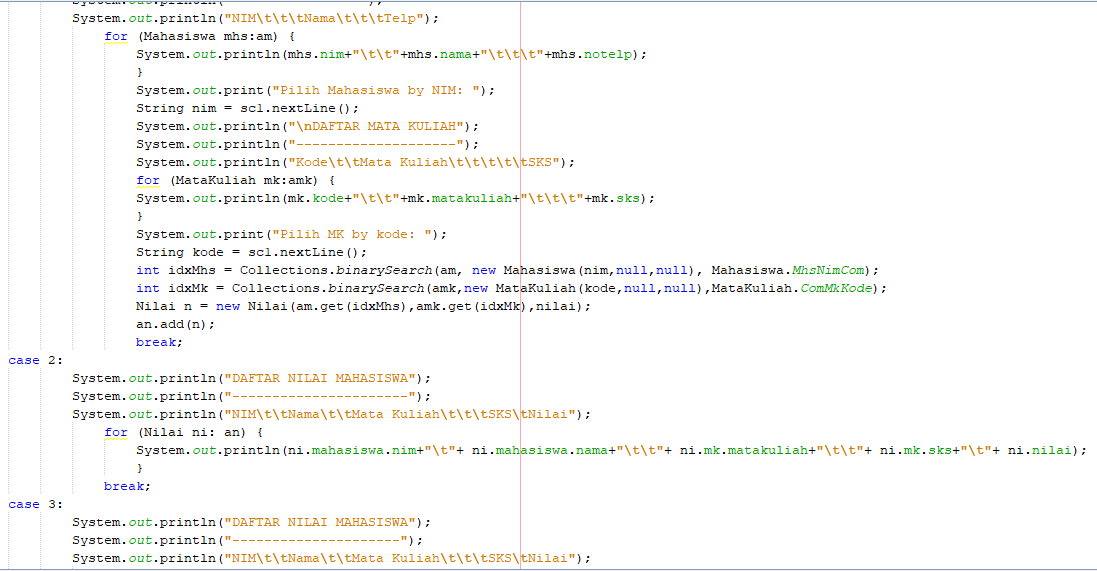 System.out.println("NIM\t\t\tNama\t\t\tTelp");
for (Mahasiswa mhs:am) {
System.out.println(mhs.nim+"\t\t"+mhs.nama+"\t\t\t"+mhs.notelp);
}
System.out.print("Pilih Mahasiswa by NIM: ");
String nim = sc1.nextLine();
System.out.println("\nDAFTAR MATA KULIAH");
System.out.println("--------------------");
System.out.println("Kode\t\tMata Kuliah\t\t\t\t\tSKS");
for (MataKuliah mk:amk) {
System.out.println(mk.kode+"\t\t"+mk.matakuliah+"\t\t\t"+mk.sks);
}
System.out.print("Pilih MK by kode: ");
String kode = sc1.nextLine();
int idxMhs = Collections.binarySearch(am, new Mahasiswa(nim,null,null), Mahasiswa.MhsNimCom);
int idxMk = Collections.binarySearch(amk,new MataKuliah(kode,null,null),MataKuliah.ComMkKode);
Nilai n = new Nilai(am.get(idxMhs),amk.get(idxMk),nilai);
an.add(n);
break;
case 2:
System.out.println("DAFTAR NILAI MAHASISWA");
System.out.println("----------------------");
System.out.println("NIM\t\tNama\t\tMata Kuliah\t\t\tSKS\tNilai");
for (Nilai ni: an) {
System.out.println(ni.mahasiswa.nim+"\t"+ ni.mahasiswa.nama+"\t\t"+ ni.mk.matakuliah+"\t\t"+ ni.mk.sks+"\t"+ ni.nilai);
}
break;
case 3:
System.out.println("DAFTAR NILAI MAHASISWA");
System.out.println("---------------------");
System.out.println("NIM\t\tNama\t\tMata Kuliah\t\t\tSKS\tNilai");